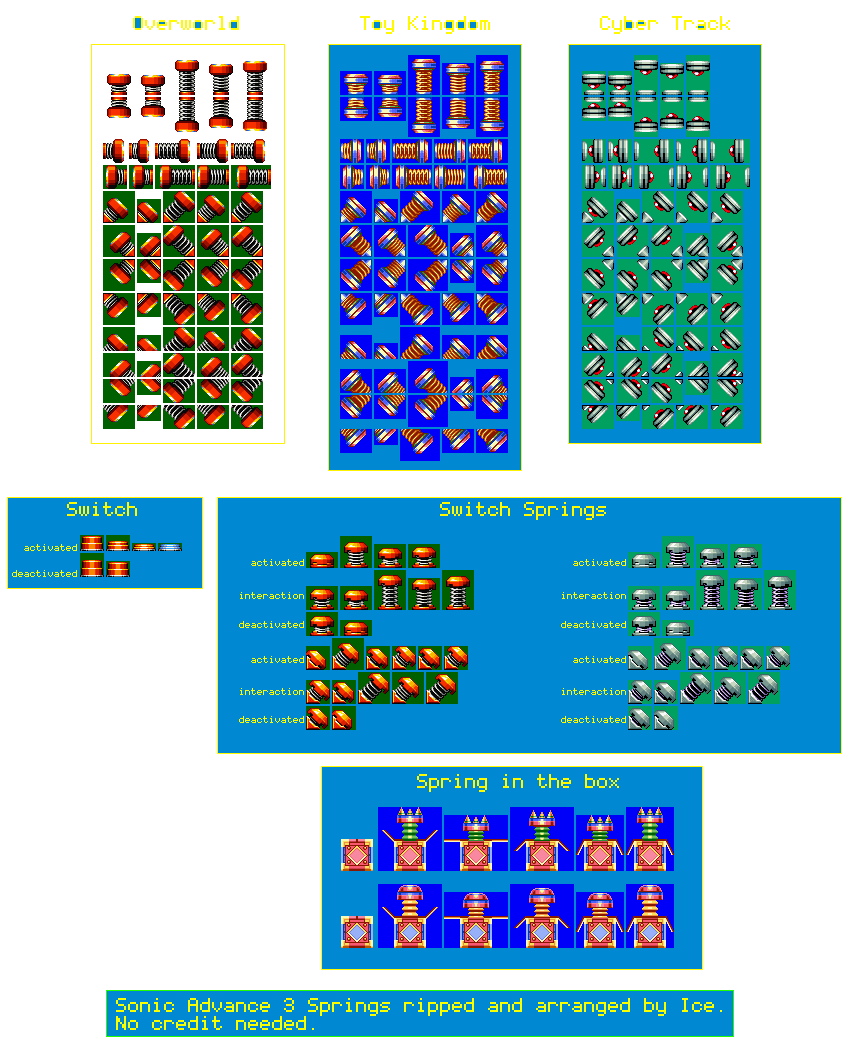 Overworld
Toy Kingdom
Cyber Track
Switch
activated
deactivated
Switch Springs
activated
interaction
deactivated
activated
interaction
deactivated
activated
interaction
deactivated
activated
interaction
deactivated
Spring in the box
Sonic Advance 3 Springs ripped and arranged by Ice.
No credit needed.